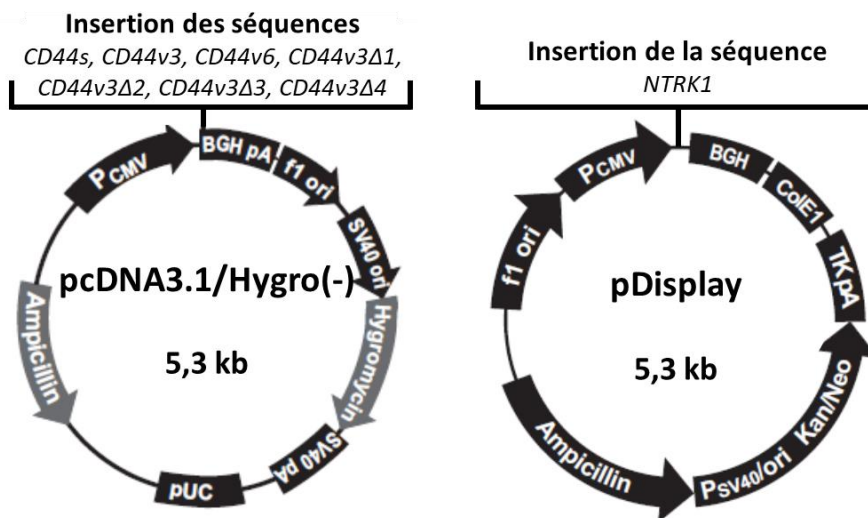 Insertion des séquences
CD44s, CD44v3, CD44v6, CD44v3Δ1,
CD44v3Δ2, CD44v3Δ3, CD44v3Δ4
PCMV
BGH pA
f1 ori
SV40 ori
Hygromycin
SV40 pA
pUC
Ampicillin
pcDNA3.1/Hygro(-)
5,3 kb
Insertion de la séquence
NTRK1
PCMV
BGH
ColE1
TK pA
Kan/Neo
PSV40/ori
Ampicillin
f1 ori
pDisplay
5,3 kb